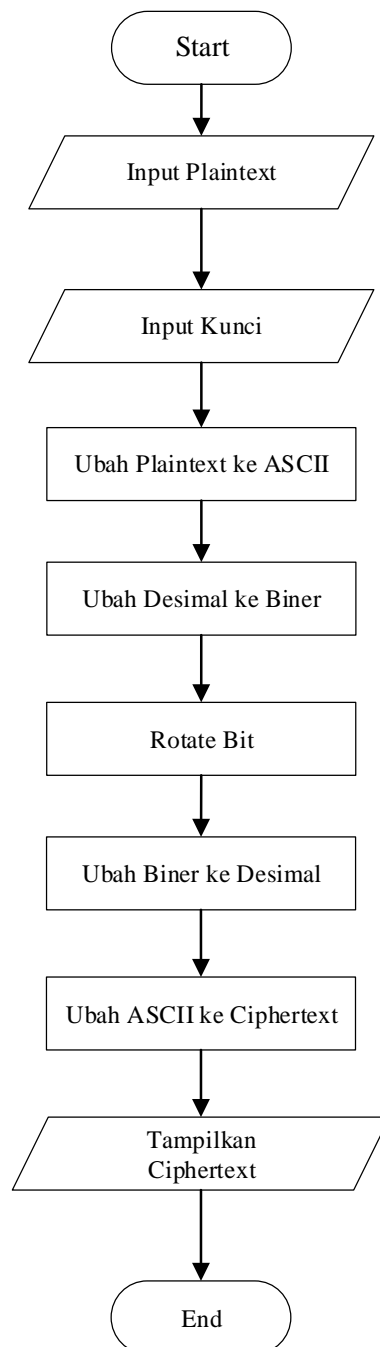 Start
Input Plaintext
Input Kunci
Ubah Plaintext ke ASCII
Ubah Desimal ke Biner
Rotate Bit
Ubah Biner ke Desimal
Ubah ASCII ke Ciphertext
Tampilkan
Ciphertext
End